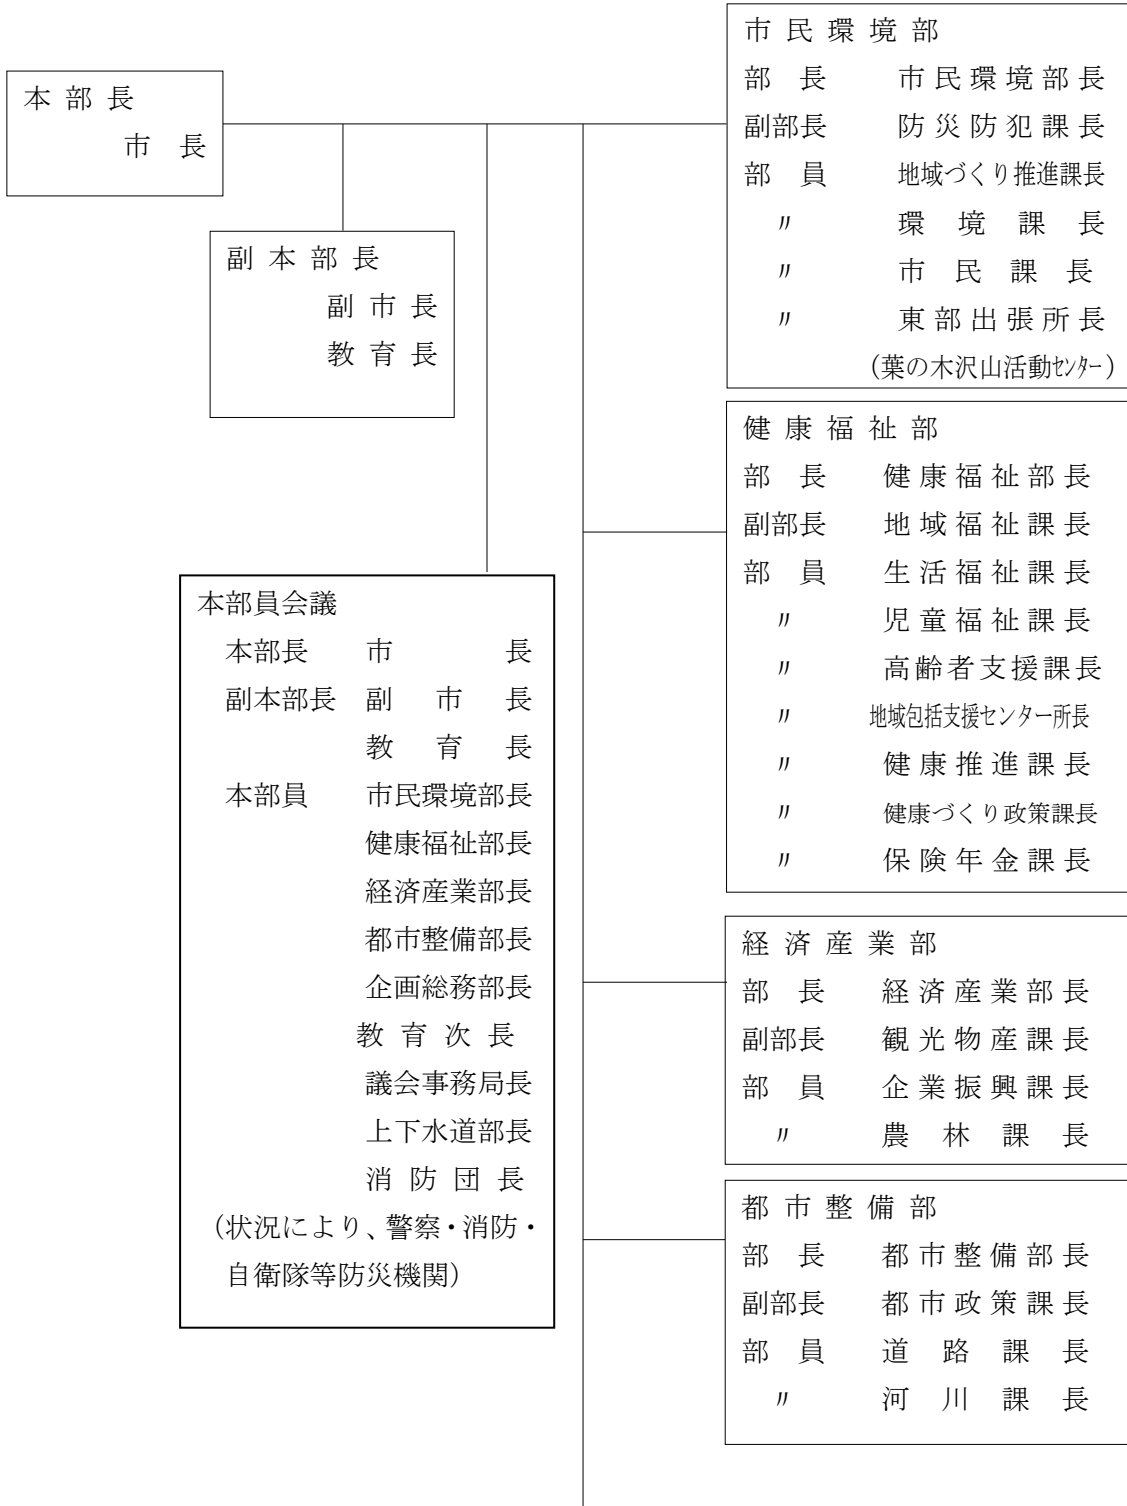 本部長
市長
副本部長
副市長
教育長
本部員会議
本部長 市長
副本部長 副市長
教育長
本部員 市民環境部長
健康福祉部長
経済産業部長
都市整備部長
企画総務部長
教育次長
議会事務局長
上下水道部長
消防団長
(状況により、警察・消防・
自衛隊等防災機関)
市民環境部
部長 市民環境部長
副部長 防災防犯課長
部員 地域づくり推進課長
〃 環境課長
〃 市民課長
〃 東部出張所長
(葉の木沢山活動センター)
健康福祉部
部長 健康福祉部長
副部長 地域福祉課長
部員 生活福祉課長
〃 児童福祉課長
〃 高齢者支援課長
〃 地域包括支援センター所長
〃 健康推進課長
〃 健康づくり政策課長
〃 保険年金課長
経済産業部
部長 経済産業部長
副部長 観光物産課長
部員 企業振興課長
〃 農林課長
都市整備部
部長 都市整備部長
副部長 都市政策課長
部員 道路課長
〃 河川課長